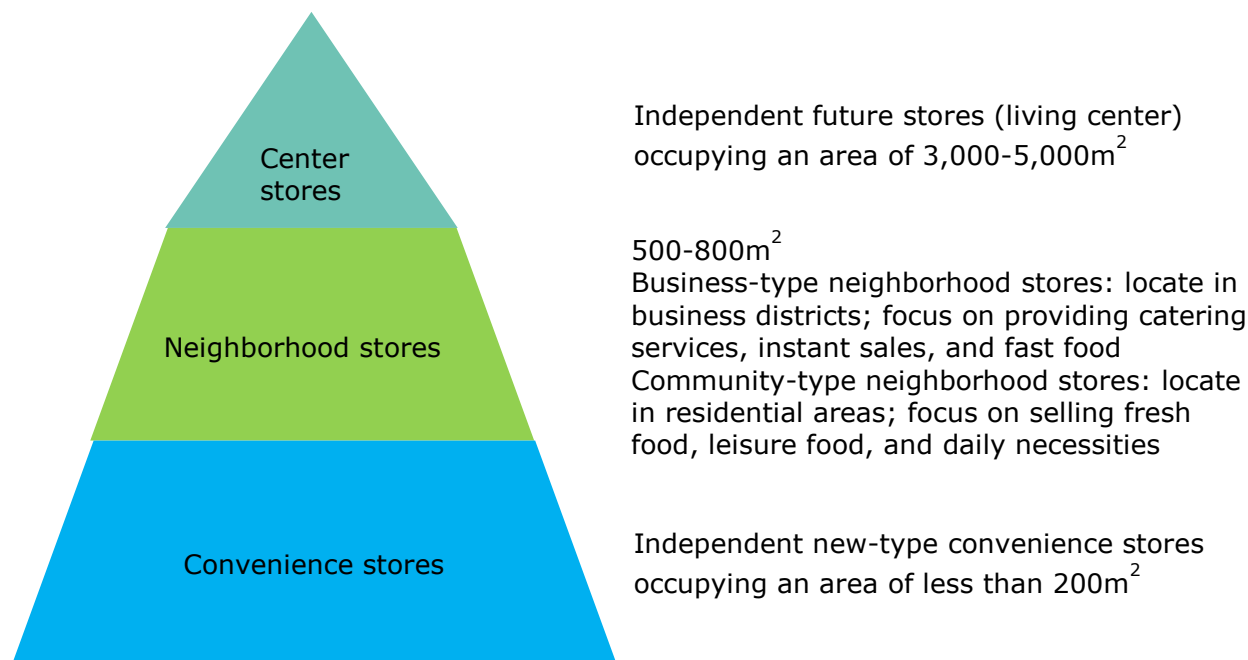 Center
stores
Independent future stores (living center)
occupying an area of 3,000-5,000m²
Neighborhood stores
500-800m²
Business-type neighborhood stores: locate in
business districts; focus on providing catering
services, instant sales, and fast food
Community-type neighborhood stores: locate
in residential areas; focus on selling fresh
food, leisure food, and daily necessities
Convenience stores
Independent new-type convenience stores
occupying an area of less than 200m²